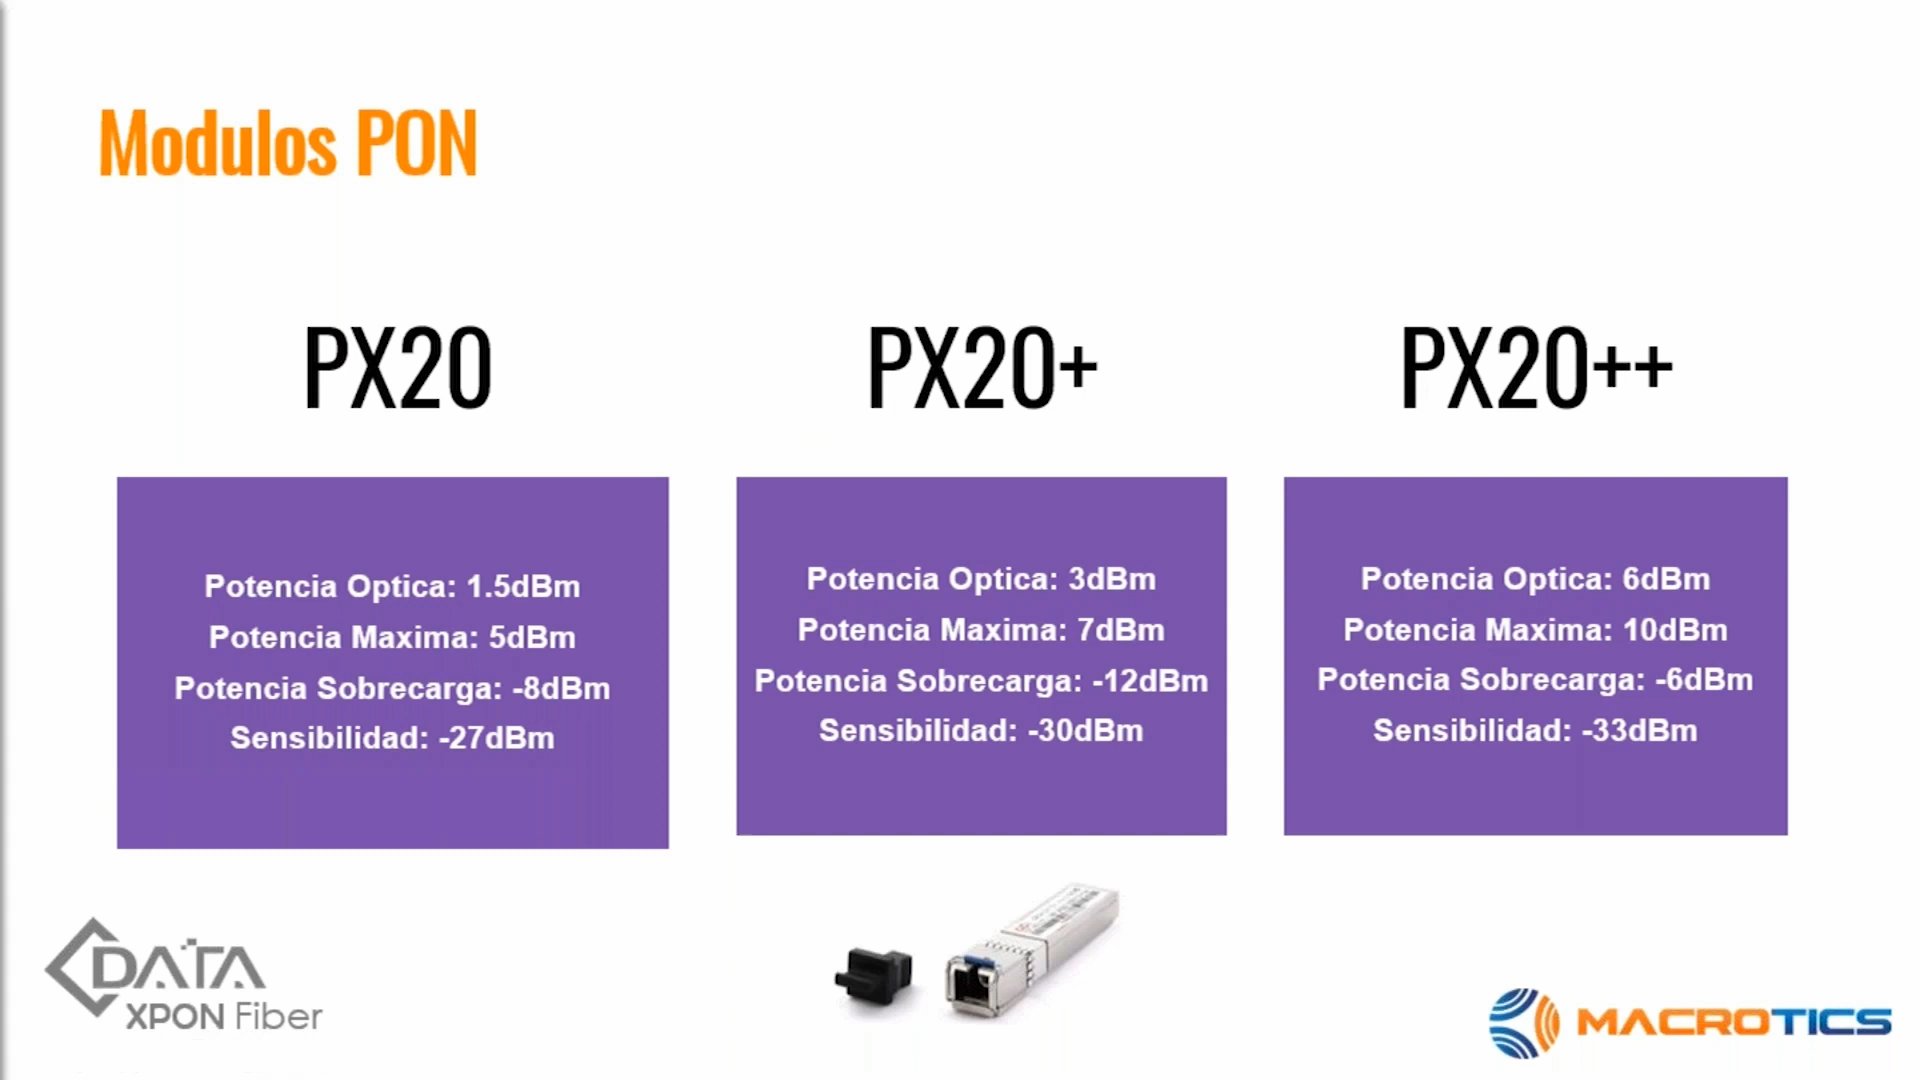 Modulos PON
PX20
Potencia Optica: 1.5dBm
Potencia Maxima: 5dBm
Potencia Sobrecarga: -8dBm
Sensibilidad: -27dBm
PX20+
Potencia Optica: 3dBm
Potencia Maxima: 7dBm
Potencia Sobrecarga: -12dBm
Sensibilidad: -30dBm
PX20++
Potencia Optica: 6dBm
Potencia Maxima: 10dBm
Potencia Sobrecarga: -6dBm
Sensibilidad: -33dBm
CDATA
XPON Fiber
MACROTICS